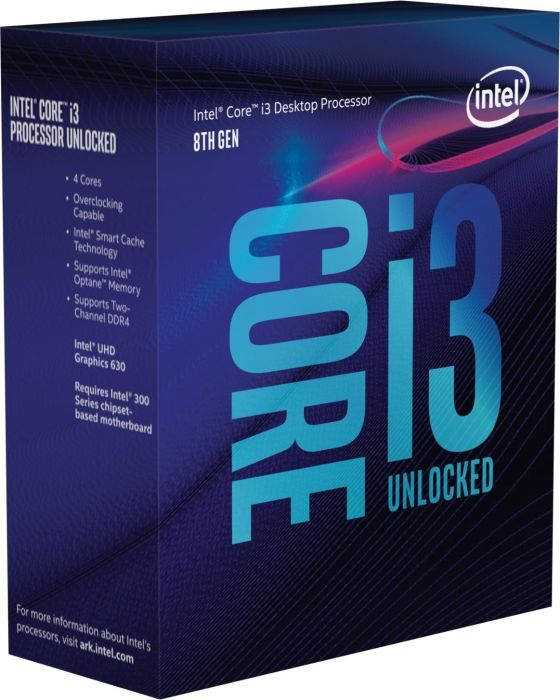 INTEL® CORE™ i3
PROCESSOR UNLOCKED
• 4 Cores
• Overclocking
Capable
• Intel® Smart Cache
Technology
• Supports Intel®
Optane™ Memory
• Supports Two-
Channel DDR4
Intel® UHD
Graphics 630
Requires Intel® 300
Series chipset-
based motherboard
For more information about Intel's
processors, visit ark.intel.com
Intel® Core™ i3 Desktop Processor
8TH GEN
intel®
CORE
i3
UNLOCKED